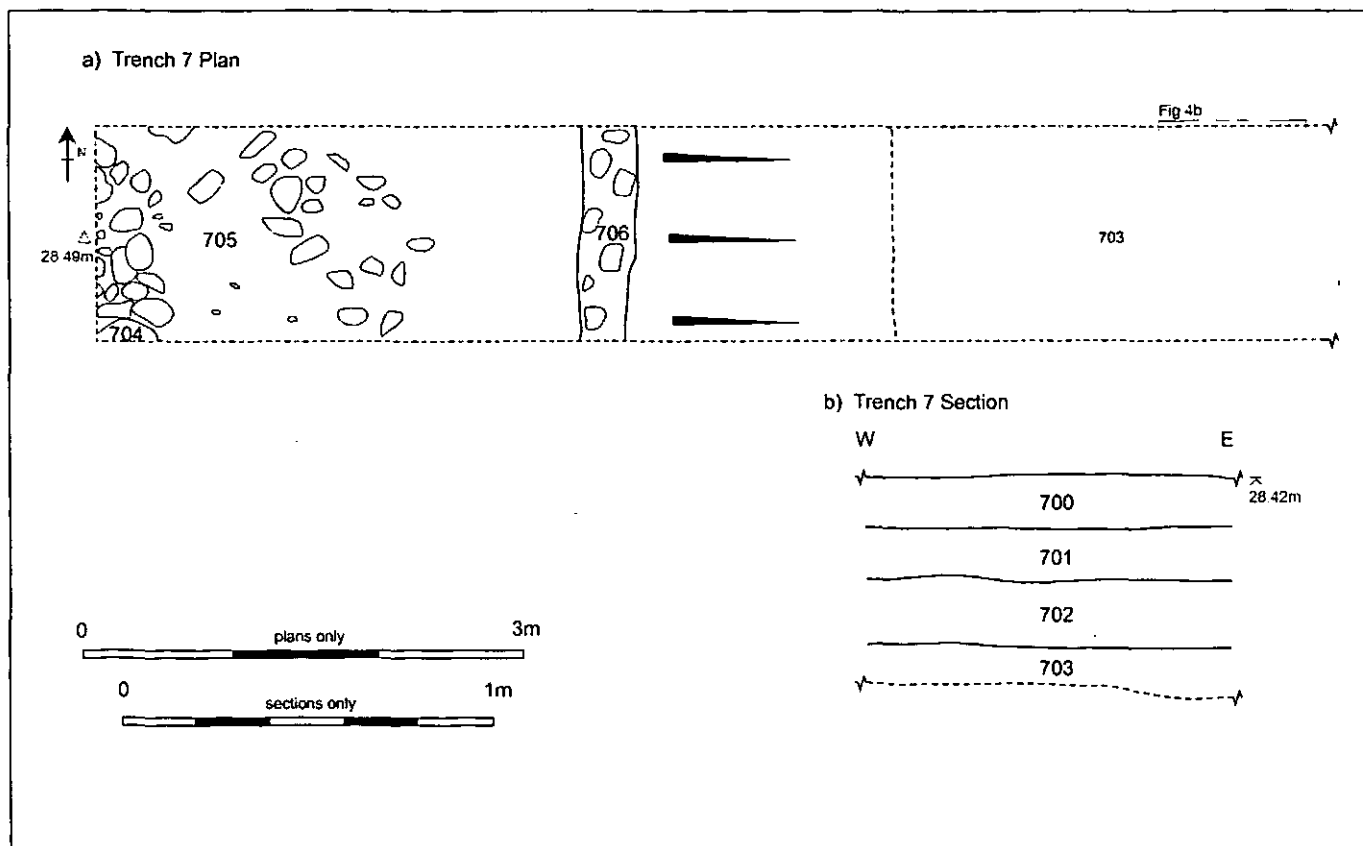 a) Trench 7 Plan
Fig 4b
N
705
706
703
28.49m
704
b) Trench 7 Section
W E
700
28.42m
701
702
703
0 3m
plans only
0 1m
sections only